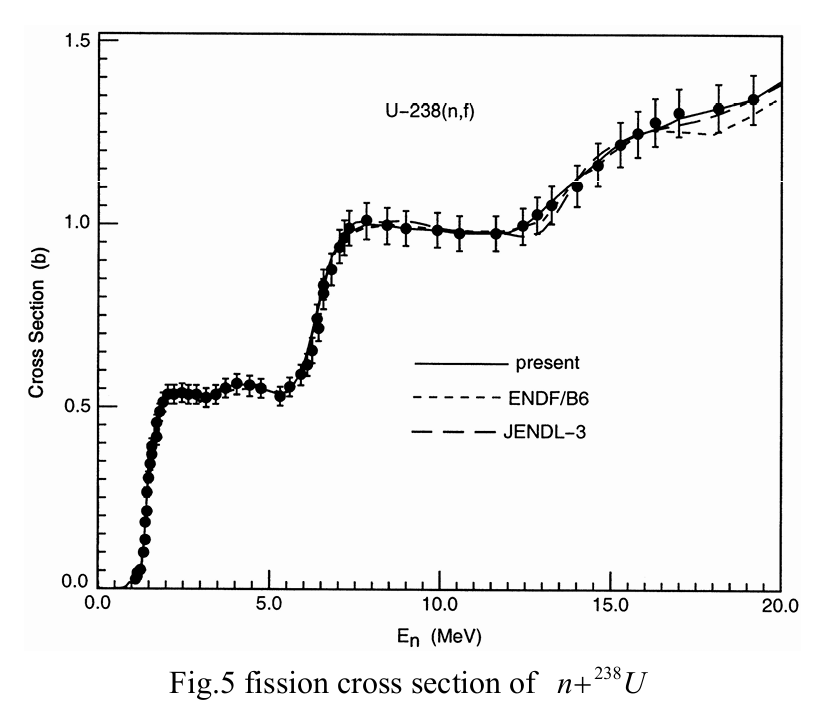 1.5
U−238(n,f)
1.0
Cross Section (b)
present
0.5
ENDF/B6
JENDL−3
0.0
0.0 5.0 10.0 15.0 20.0
En (MeV)
Fig.5 fission cross section of n+238U